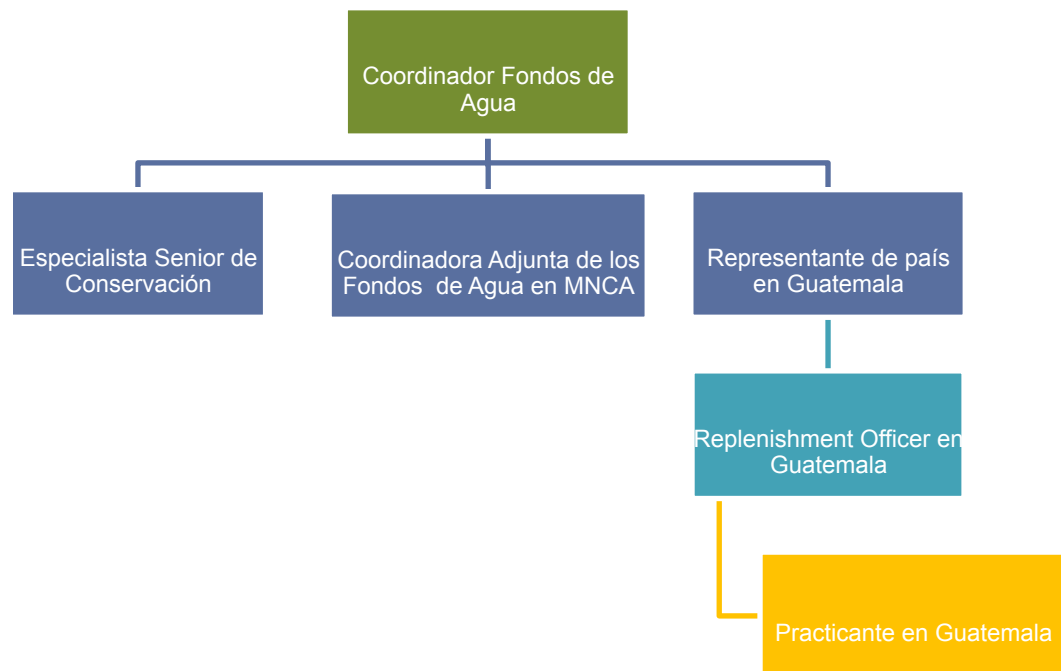 Coordinador Fondos de
Agua
Especialista Senior de
Conservación
Coordinadora Adjunta de los
Fondos  de Agua en MNCA
Representante de país
en Guatemala
Replenishment Officer en
Guatemala
Practicante en Guatemala